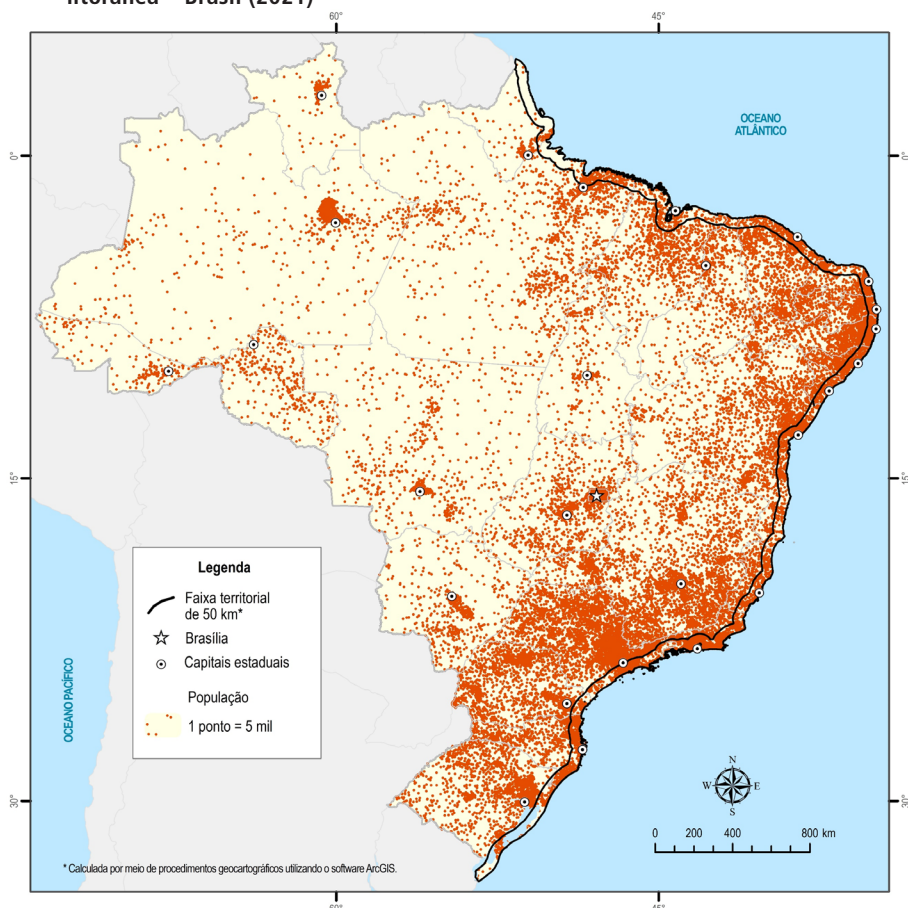 litorânea – Brasil (2021)
60°
45°
OCEANO
ATLÂNTICO
0°
0°
15°
15°
Legenda
Faixa territorial
de 50 km*
Brasília
Capitais estaduais
População
1 ponto = 5 mil
OCEANO PACÍFICO
N
W
E
S
30°
30°
0 200 400 800 km
* Calculada por meio de procedimentos geocartográficos utilizando o software ArcGIS.
60°
45°